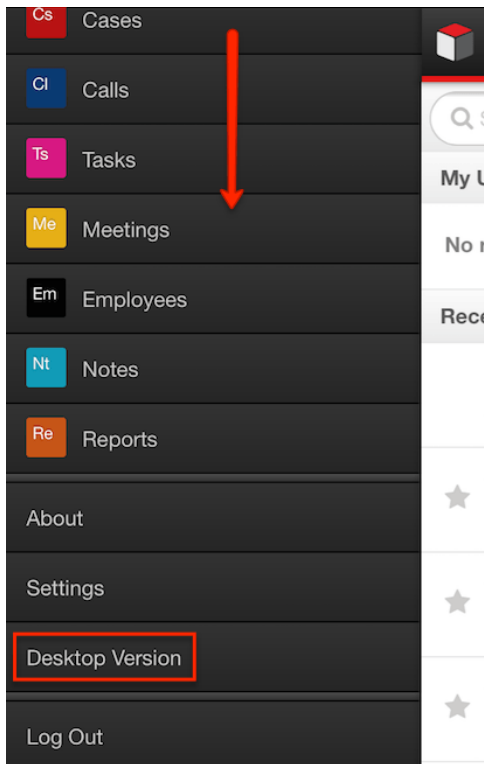 Cs Cases
Cl Calls
Ts Tasks
Me Meetings
Em Employees
Nt Notes
Re Reports
About
Settings
Desktop Version
Log Out
My
No